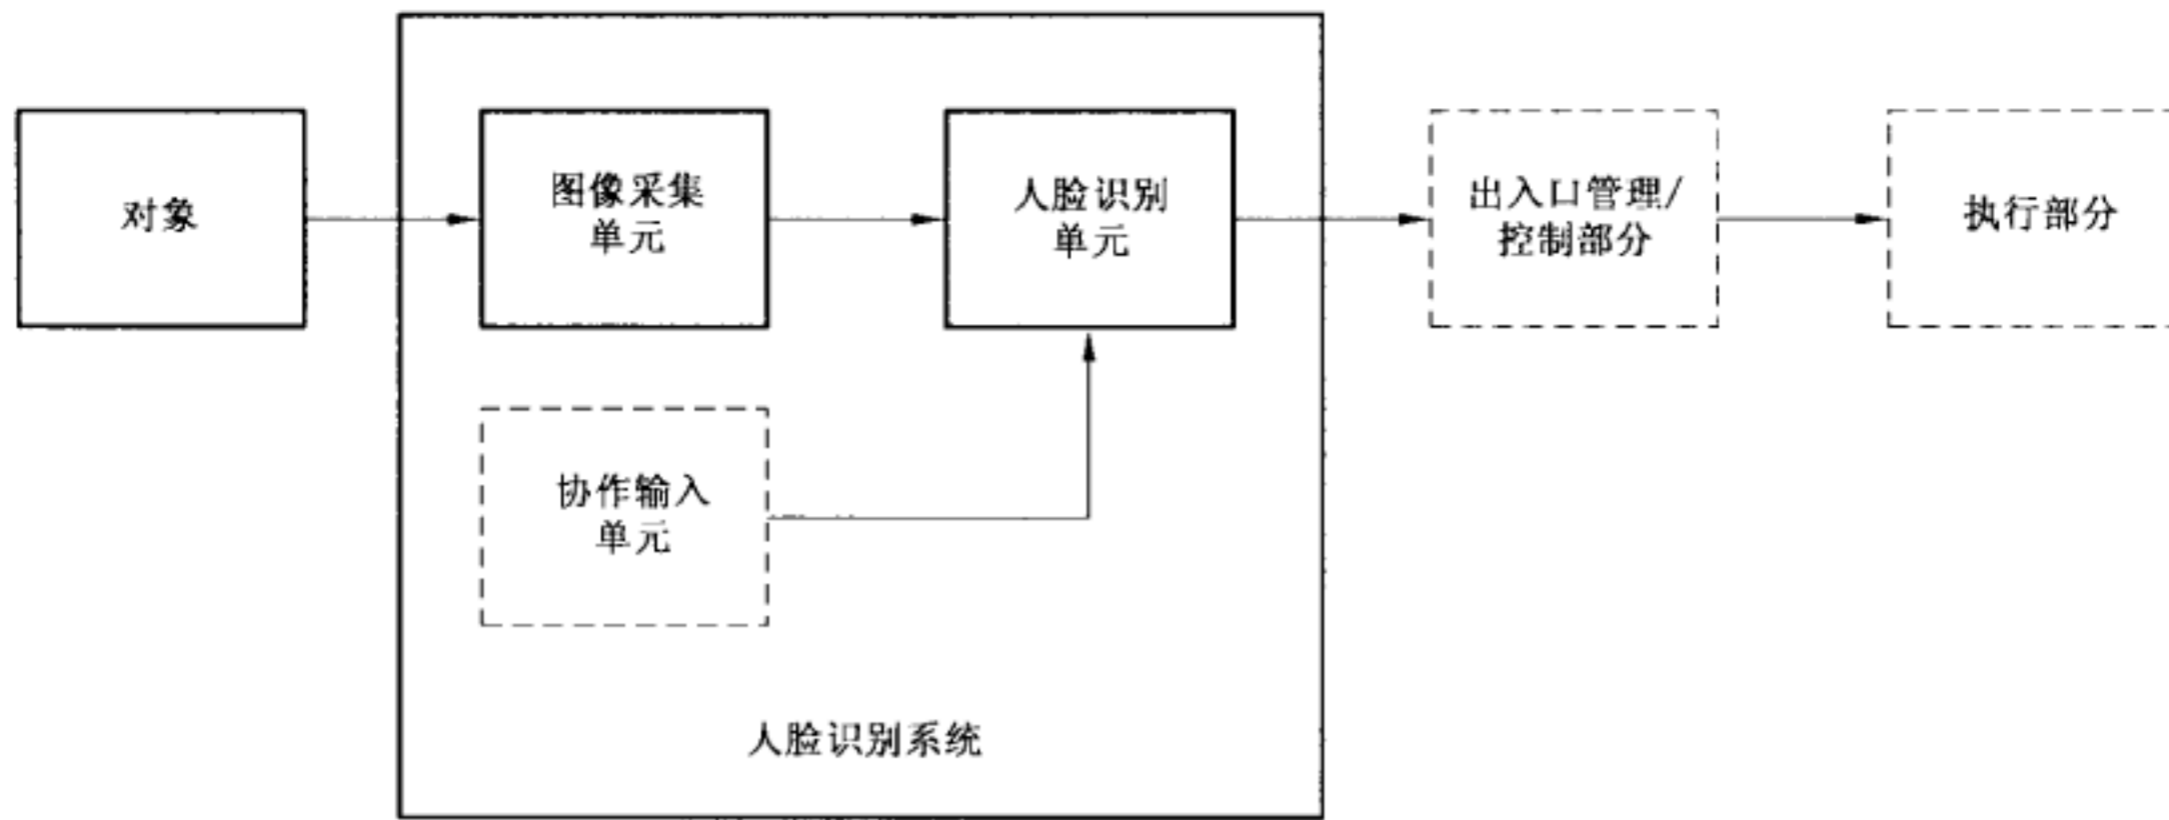 对象
图像采集
单元
人脸识别
单元
出入口管理/
控制部分
执行部分
协作输入
单元
人脸识别系统